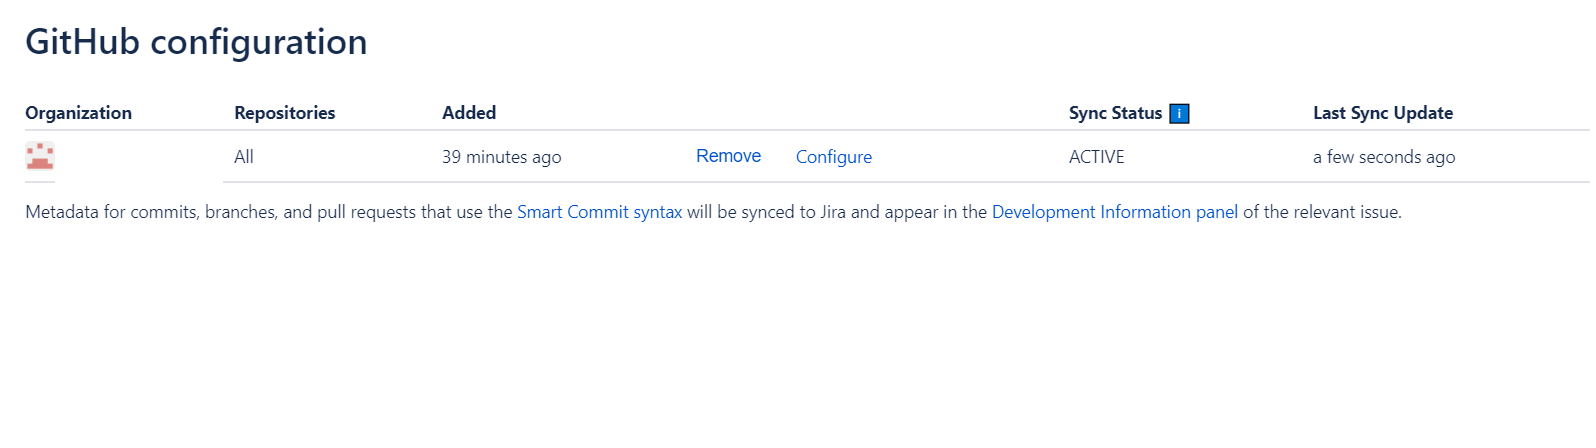 GitHub configuration
Organization Repositories Added Sync Status i Last Sync Update
All 39 minutes ago Remove Configure ACTIVE a few seconds ago
Metadata for commits, branches, and pull requests that use the Smart Commit syntax will be synced to Jira and appear in the Development Information panel of the relevant issue.